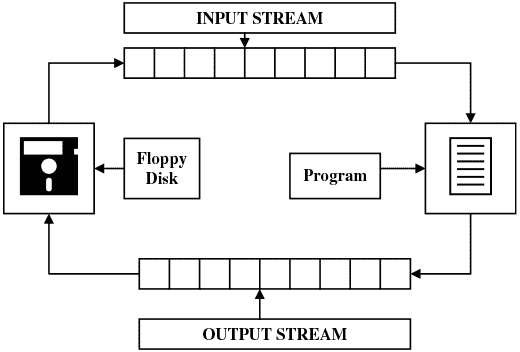 INPUT STREAM
Floppy
Disk
Program
OUTPUT STREAM